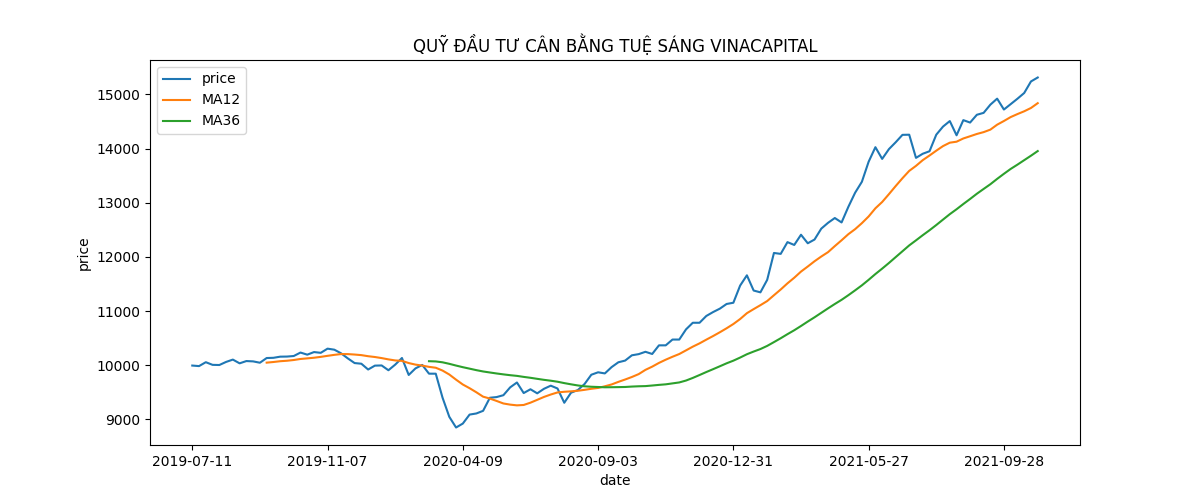 QUỸ ĐẦU TƯ CÂN BẰNG TUỆ SÁNG VINACAPITAL
price
MA12
MA36
15000
14000
13000
12000
11000
10000
9000
price
2019-07-11
2019-11-07
2020-04-09
2020-09-03
2020-12-31
2021-05-27
2021-09-28
date